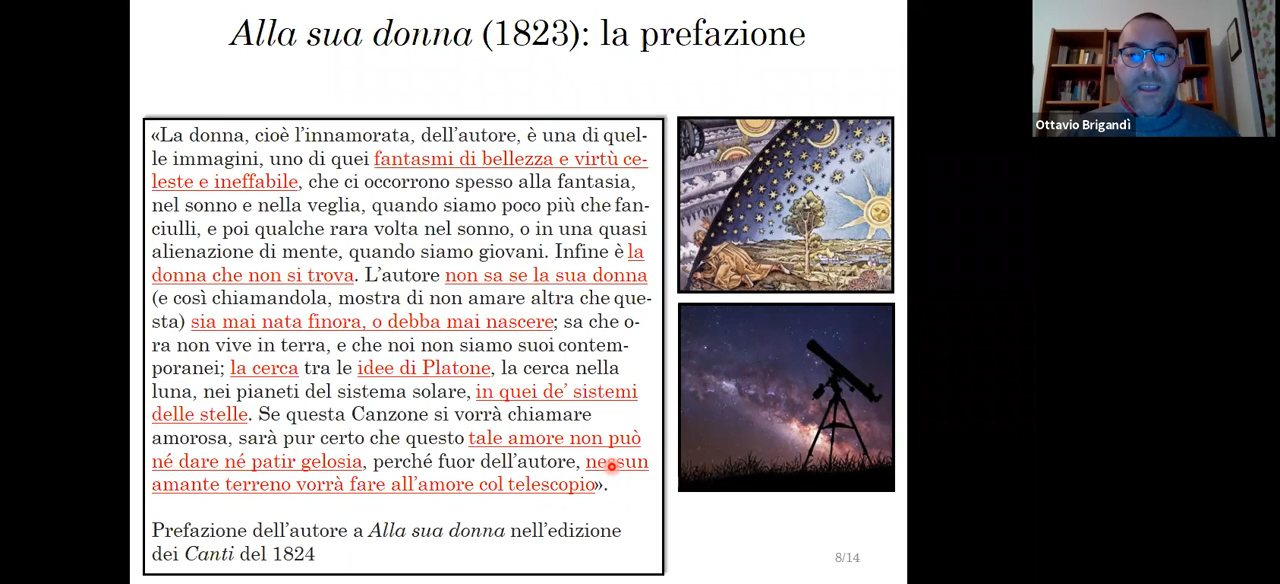 Alla sua donna (1823): la prefazione
«La donna, cioè l'innamorata, dell'autore, è una di quel-
le immagini, uno di quei fantasmi di bellezza e virtù ce-
leste e ineffabile, che ci occorrono spesso alla fantasia,
nel sonno e nella veglia, quando siamo poco più che fan-
ciulli, e poi qualche rara volta nel sonno, o in una quasi
alienazione di mente, quando siamo giovani. Infine è la
donna che non si trova. L'autore non sa se la sua donna
(e così chiamandola, mostra di non amare altra che que-
sta) sia mai nata finora, o debba mai nascere; sa che o-
ra non vive in terra, e che noi non siamo suoi contem-
poranei; la cerca tra le idee di Platone, la cerca nella
luna, nei pianeti del sistema solare, in quei de' sistemi
delle stelle. Se questa Canzone si vorrà chiamare
amorosa, sarà pur certo che questo tale amore non può
né dare né patir gelosia, perché fuor dell'autore, nessun
amante terreno vorrà fare all'amore col telescopio».
Prefazione dell'autore a Alla sua donna nell'edizione
dei Canti del 1824
8/14
Ottavio Brigandì